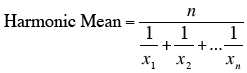 Harmonic Mean = n / (1/x₁ + 1/x₂ + ... 1/xₙ)